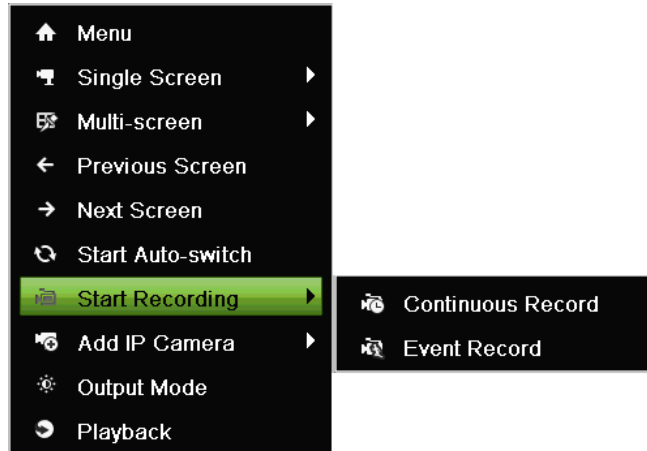 Menu
Single Screen
Multi-screen
Previous Screen
Next Screen
Start Auto-switch
Start Recording
Continuous Record
Event Record
Add IP Camera
Output Mode
Playback